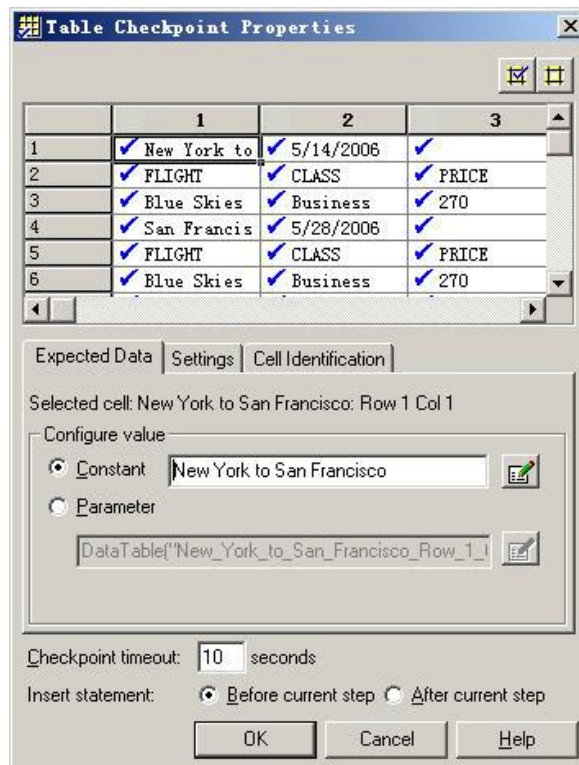 Table Checkpoint Properties
1 2 3
1 New York to 5/14/2006
2 FLIGHT CLASS PRICE
3 Blue Skies Business 270
4 San Francis 5/28/2006
5 FLIGHT CLASS PRICE
6 Blue Skies Business 270
Expected Data Settings Cell Identification
Selected cell: New York to San Francisco: Row 1 Col 1
Configure value
Constant New York to San Francisco
Parameter
DataTable("New_York_to_San_Francisco_Row_1_
Checkpoint timeout: 10 seconds
Insert statement: Before current step After current step
OK Cancel Help